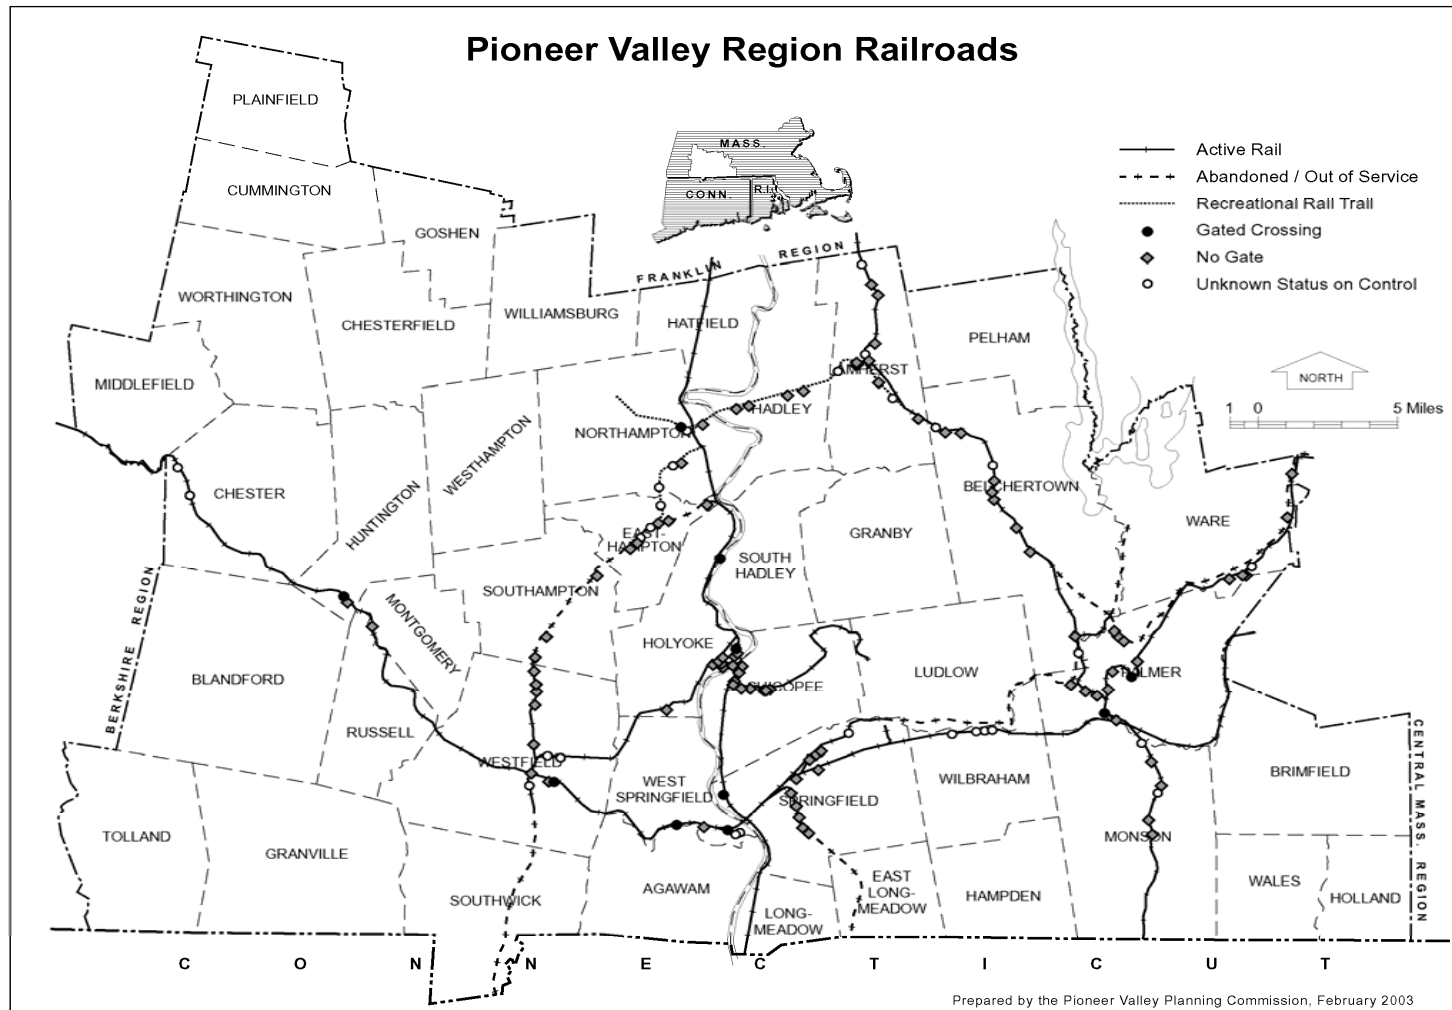 Pioneer Valley Region Railroads
PLAINFIELD
MASS.
CONN.
R.I.
Active Rail
Abandoned / Out of Service
Recreational Rail Trail
Gated Crossing
No Gate
Unknown Status on Control
CUMMINGTON
GOSHEN
FRANKLIN REGION
WORTHINGTON
CHESTERFIELD
WILLIAMSBURG
HATFIELD
PELHAM
AMHERST
MIDDLEFIELD
NORTH
1 0 5 Miles
HADLEY
NORTHAMPTON
WESTHAMPTON
CHESTER
HUNTINGTON
BELCHERTOWN
WARE
GRANBY
EAST-
HAMPTON
SOUTH
HADLEY
SOUTHAMPTON
MONTGOMERY
BERKSHIRE REGION
HOLYOKE
BLANDFORD
LUDLOW
PALMER
CHICOPEE
RUSSELL
WESTFIELD
WEST
SPRINGFIELD
SPRINGFIELD
WILBRAHAM
BRIMFIELD
CENTRAL MASS. REGION
TOLLAND
GRANVILLE
MONSON
AGAWAM
EAST
LONG-
MEADOW
HAMPDEN
WALES
HOLLAND
SOUTHWICK
LONG-
MEADOW
C O N N E C T I C U T
Prepared by the Pioneer Valley Planning Commission, February 2003